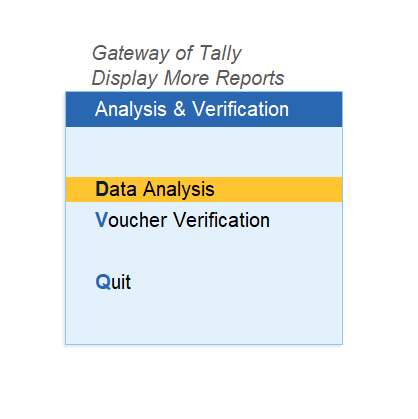 Gateway of Tally
Display More Reports
Analysis & Verification
Data Analysis
Voucher Verification
Quit